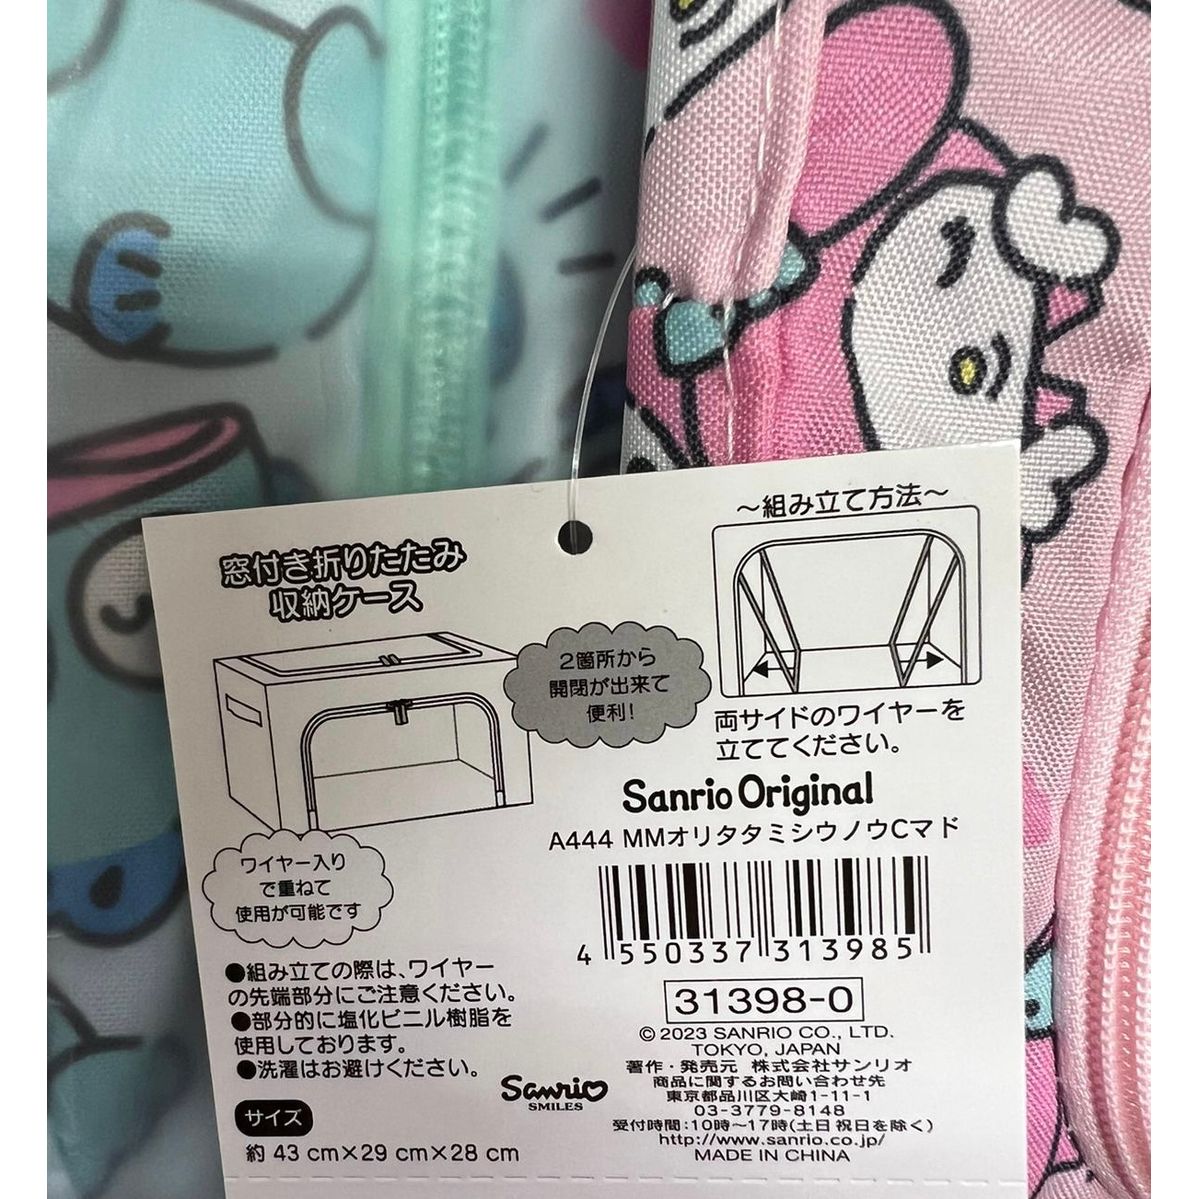 窓付き折りたたみ
収納ケース
2箇所から
開閉が出来て
便利!
ワイヤー入り
で重ねて
使用が可能です
●組み立ての際は、ワイヤー
の先端部分にご注意ください。
●部分的に塩化ビニル樹脂を
使用しております。
●洗濯はお避けください。
サイズ
約 43 cm×29 cm×28 cm
～組み立て方法～
両サイドのワイヤーを
立ててください。
Sanrio Original
A444 MMオリタタミシウノウCマド
4 550337 313985
31398-0
© 2023 SANRIO CO., LTD.
TOKYO, JAPAN
著作・発売元 株式会社サンリオ
商品に関するお問い合わせ先
東京都品川区大崎1-11-1
03-3779-8148
受付時間:10時～17時(土日祝日を除く)
http://www.sanrio.co.jp/
MADE IN CHINA
Sanrio
SMILES